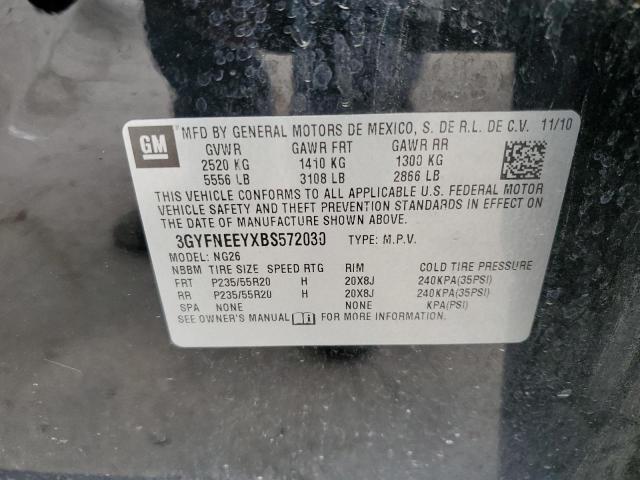 GM
MFD BY GENERAL MOTORS DE MEXICO, S. DE R.L. DE C.V. 11/10
GVWR GAWR FRT GAWR RR
2520 KG 1410 KG 1300 KG
5556 LB 3108 LB 2866 LB
THIS VEHICLE CONFORMS TO ALL APPLICABLE U.S. FEDERAL MOTOR
VEHICLE SAFETY AND THEFT PREVENTION STANDARDS IN EFFECT ON
THE DATE OF MANUFACTURE SHOWN ABOVE.
3GYFNEEYXBS572030 TYPE: M.P.V.
MODEL: NG26
NBBM TIRE SIZE SPEED RTG RIM COLD TIRE PRESSURE
FRT P235/55R20 H 20X8J 240KPA(35PSI)
RR P235/55R20 H 20X8J 240KPA(35PSI)
SPA NONE NONE KPA(PSI)
SEE OWNER'S MANUAL FOR MORE INFORMATION.